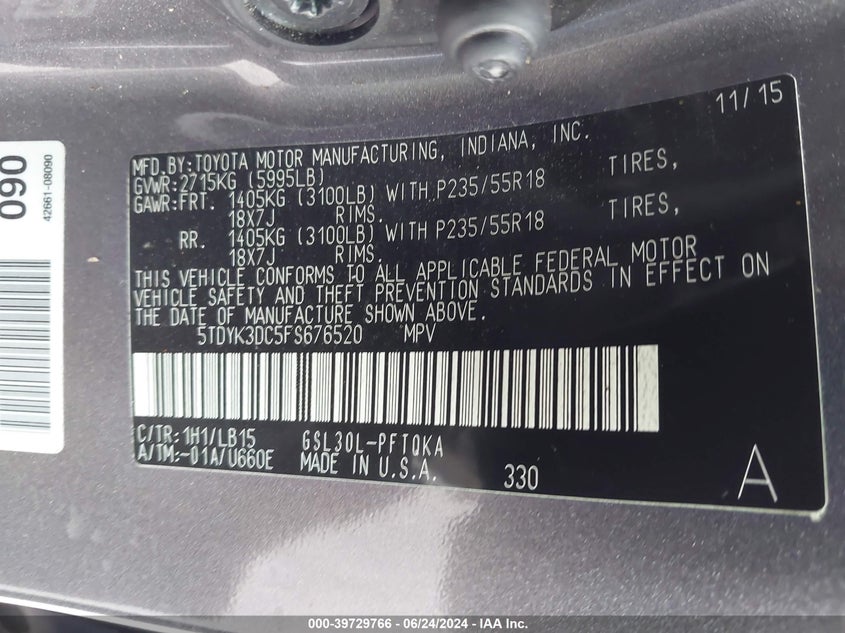 11/15
MFD.BY:TOYOTA MOTOR MANUFACTURING, INDIANA, INC.
GVWR:2715KG (5995LB)
GAWR:FRT. 1405KG (3100LB) WITH P235/55R18 TIRES,
18X7J RIMS.
RR. 1405KG (3100LB) WITH P235/55R18 TIRES,
18X7J RIMS.
THIS VEHICLE CONFORMS TO ALL APPLICABLE FEDERAL MOTOR
VEHICLE SAFETY AND THEFT PREVENTION STANDARDS IN EFFECT ON
THE DATE OF MANUFACTURE SHOWN ABOVE.
5TDYK3DC5FS676520 MPV
C/TR:1H1/LB15 GSL30L-PFTQKA
A/TM:-01A/U660E MADE IN U.S.A. 330 A
090
42661-08090
000-39729766 - 06/24/2024 - IAA Inc.